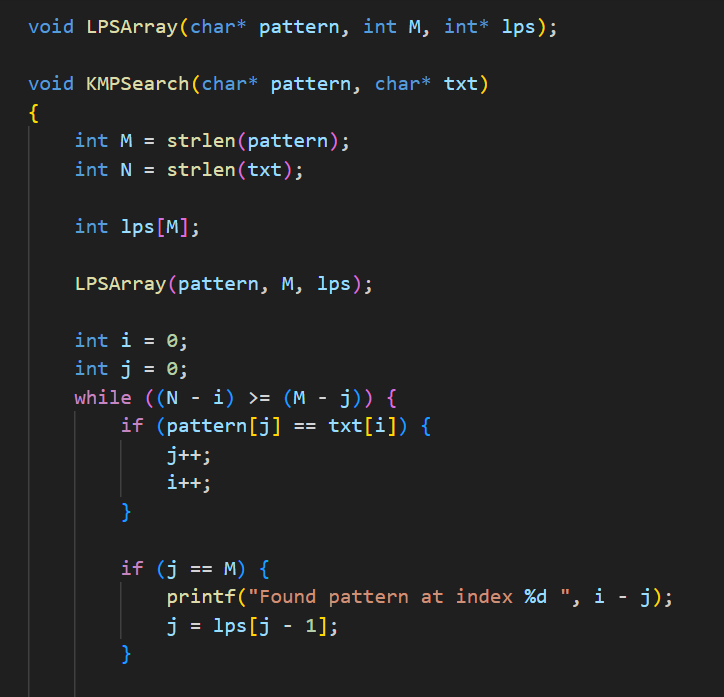 void LPSArray(char* pattern, int M, int* lps);
void KMPSearch(char* pattern, char* txt)
{
int M = strlen(pattern);
int N = strlen(txt);
int lps[M];
LPSArray(pattern, M, lps);
int i = 0;
int j = 0;
while ((N - i) >= (M - j)) {
if (pattern[j] == txt[i]) {
j++;
i++;
}
if (j == M) {
printf("Found pattern at index %d ", i - j);
j = lps[j - 1];
}